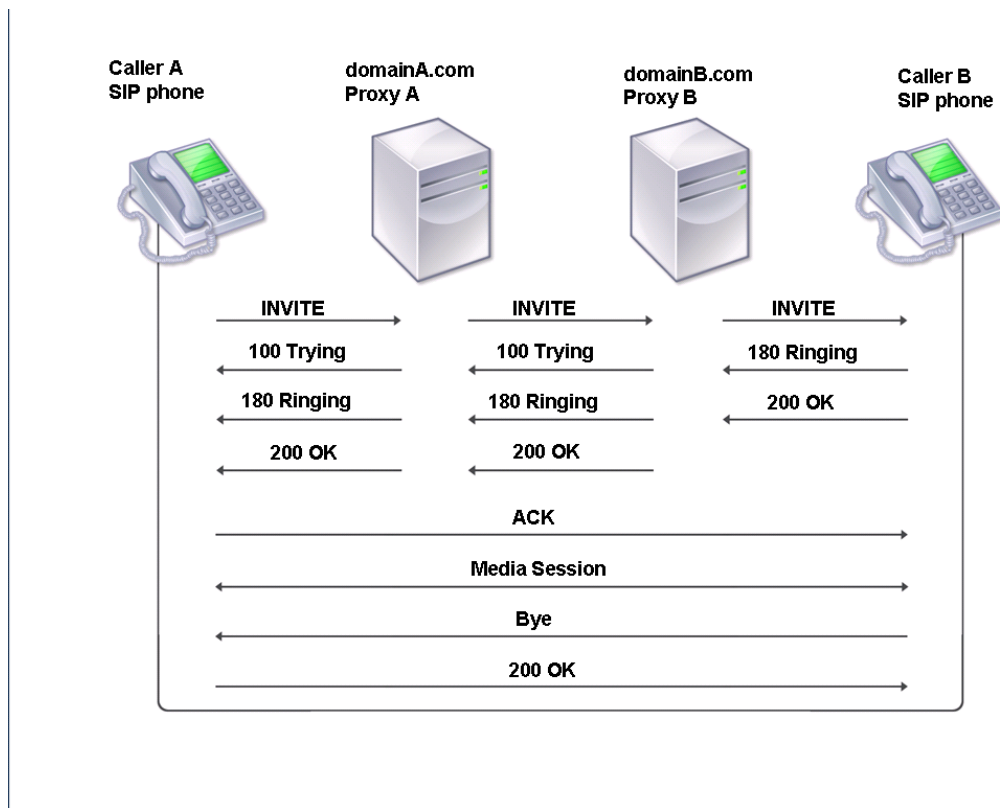 Caller A
SIP phone
domainA.com
Proxy A
domainB.com
Proxy B
Caller B
SIP phone
INVITE
INVITE
INVITE
100 Trying
100 Trying
180 Ringing
180 Ringing
180 Ringing
200 OK
200 OK
200 OK
ACK
Media Session
Bye
200 OK